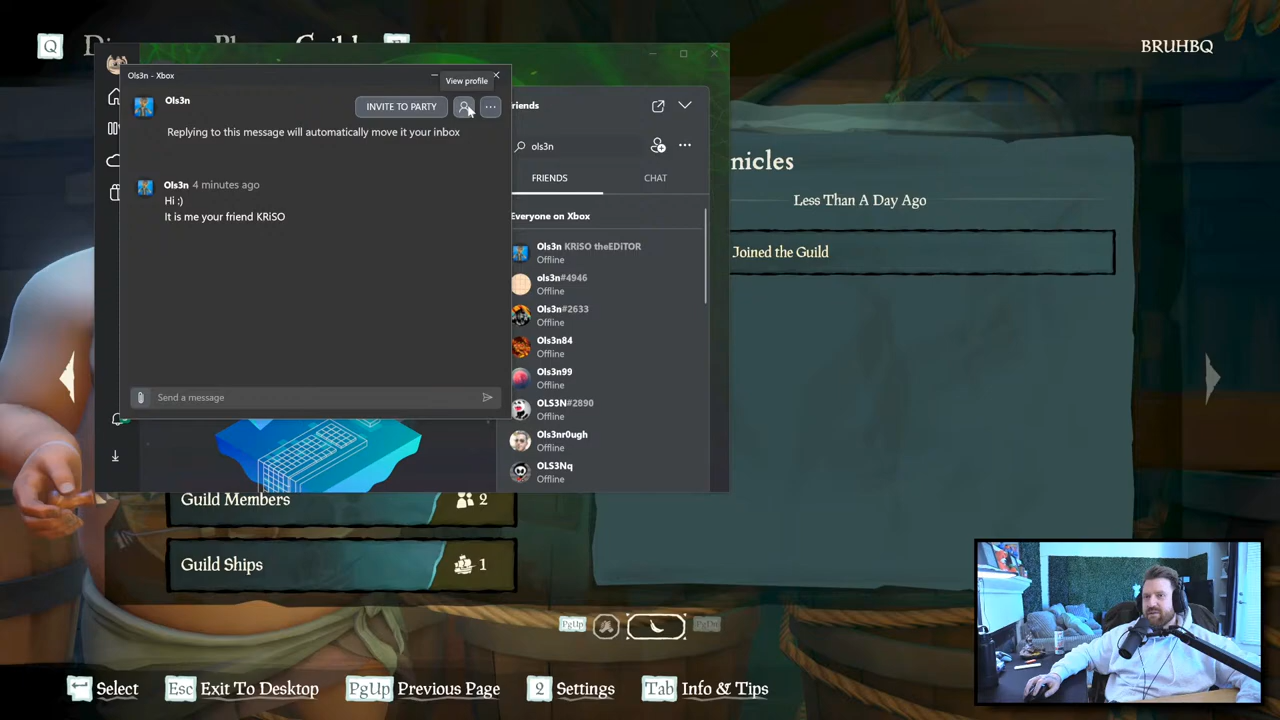 Q
E
BRUHBQ
Ols3n - Xbox
View profile
Ols3n
INVITE TO PARTY
Replying to this message will automatically move it your inbox
Ols3n 4 minutes ago
Hi :)
It is me your friend KRiSO
Send a message
riends
ols3n
FRIENDS
CHAT
Everyone on Xbox
Ols3n KRiSO theEDITOR
Offline
ols3n#4946
Offline
Ols3n#2633
Offline
Ols3n84
Offline
Ols3n99
Offline
OLS3N#2890
Offline
Ols3nr0ugh
Offline
OLS3Nq
Offline
nicles
Less Than A Day Ago
Joined the Guild
Guild Members
2
Guild Ships
1
PgUp
PgDn
Select
Esc Exit To Desktop
PgUp Previous Page
2 Settings
Tab Info & Tips